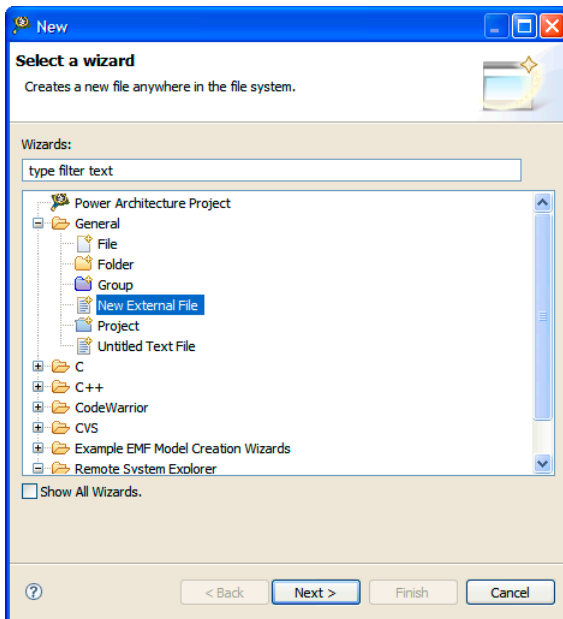 New
Select a wizard
Creates a new file anywhere in the file system.
Wizards:
type filter text
Power Architecture Project
General
File
Folder
Group
New External File
Project
Untitled Text File
C
C++
CodeWarrior
CVS
Example EMF Model Creation Wizards
Remote System Explorer
Show All Wizards.
? < Back Next > Finish Cancel